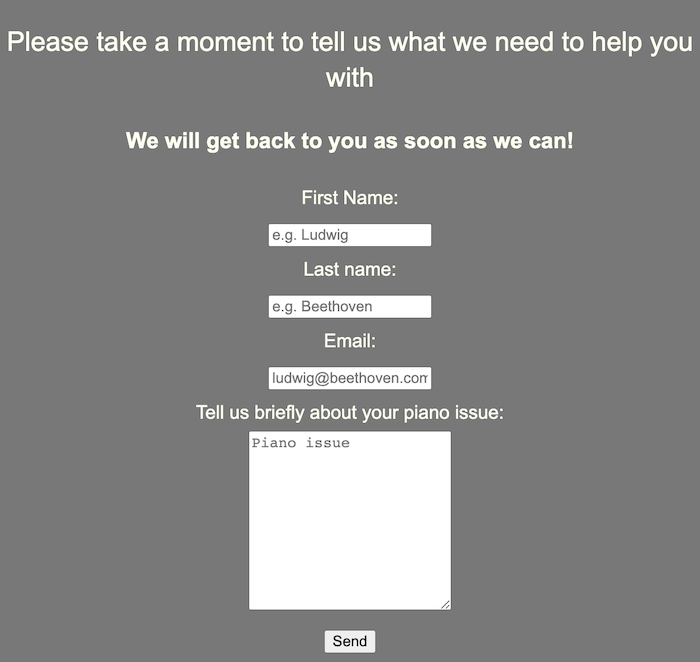 Please take a moment to tell us what we need to help you
with
We will get back to you as soon as we can!
First Name:
e.g. Ludwig
Last name:
e.g. Beethoven
Email:
ludwig@beethoven.com
Tell us briefly about your piano issue:
Piano issue
Send